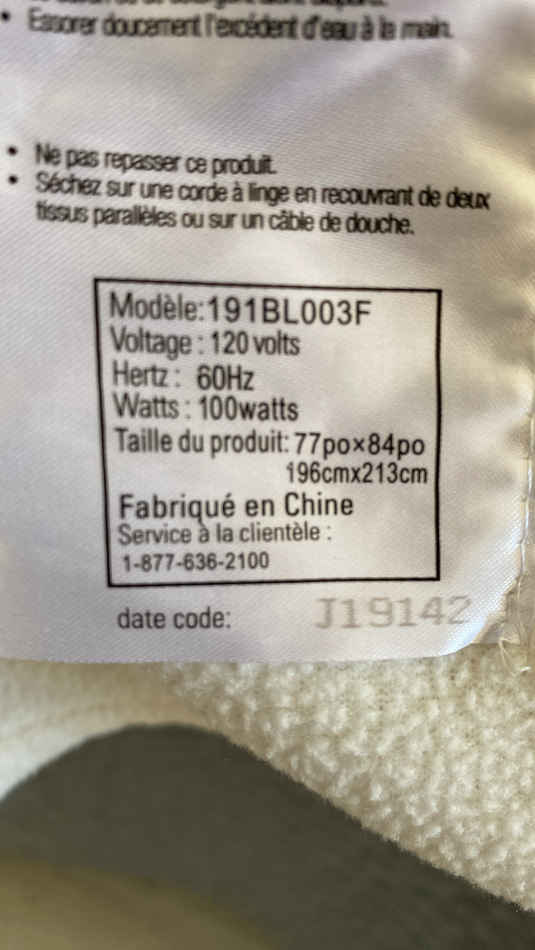 • Essorer doucement l'excédent d'eau à la main.
• Ne pas repasser ce produit.
• Séchez sur une corde à linge en recouvrant de deux
tissus parallèles ou sur un câble de douche.
Modèle:191BL003F
Voltage : 120 volts
Hertz : 60Hz
Watts : 100watts
Taille du produit: 77po×84po
196cmx213cm
Fabriqué en Chine
Service à la clientèle :
1-877-636-2100
date code: J19142